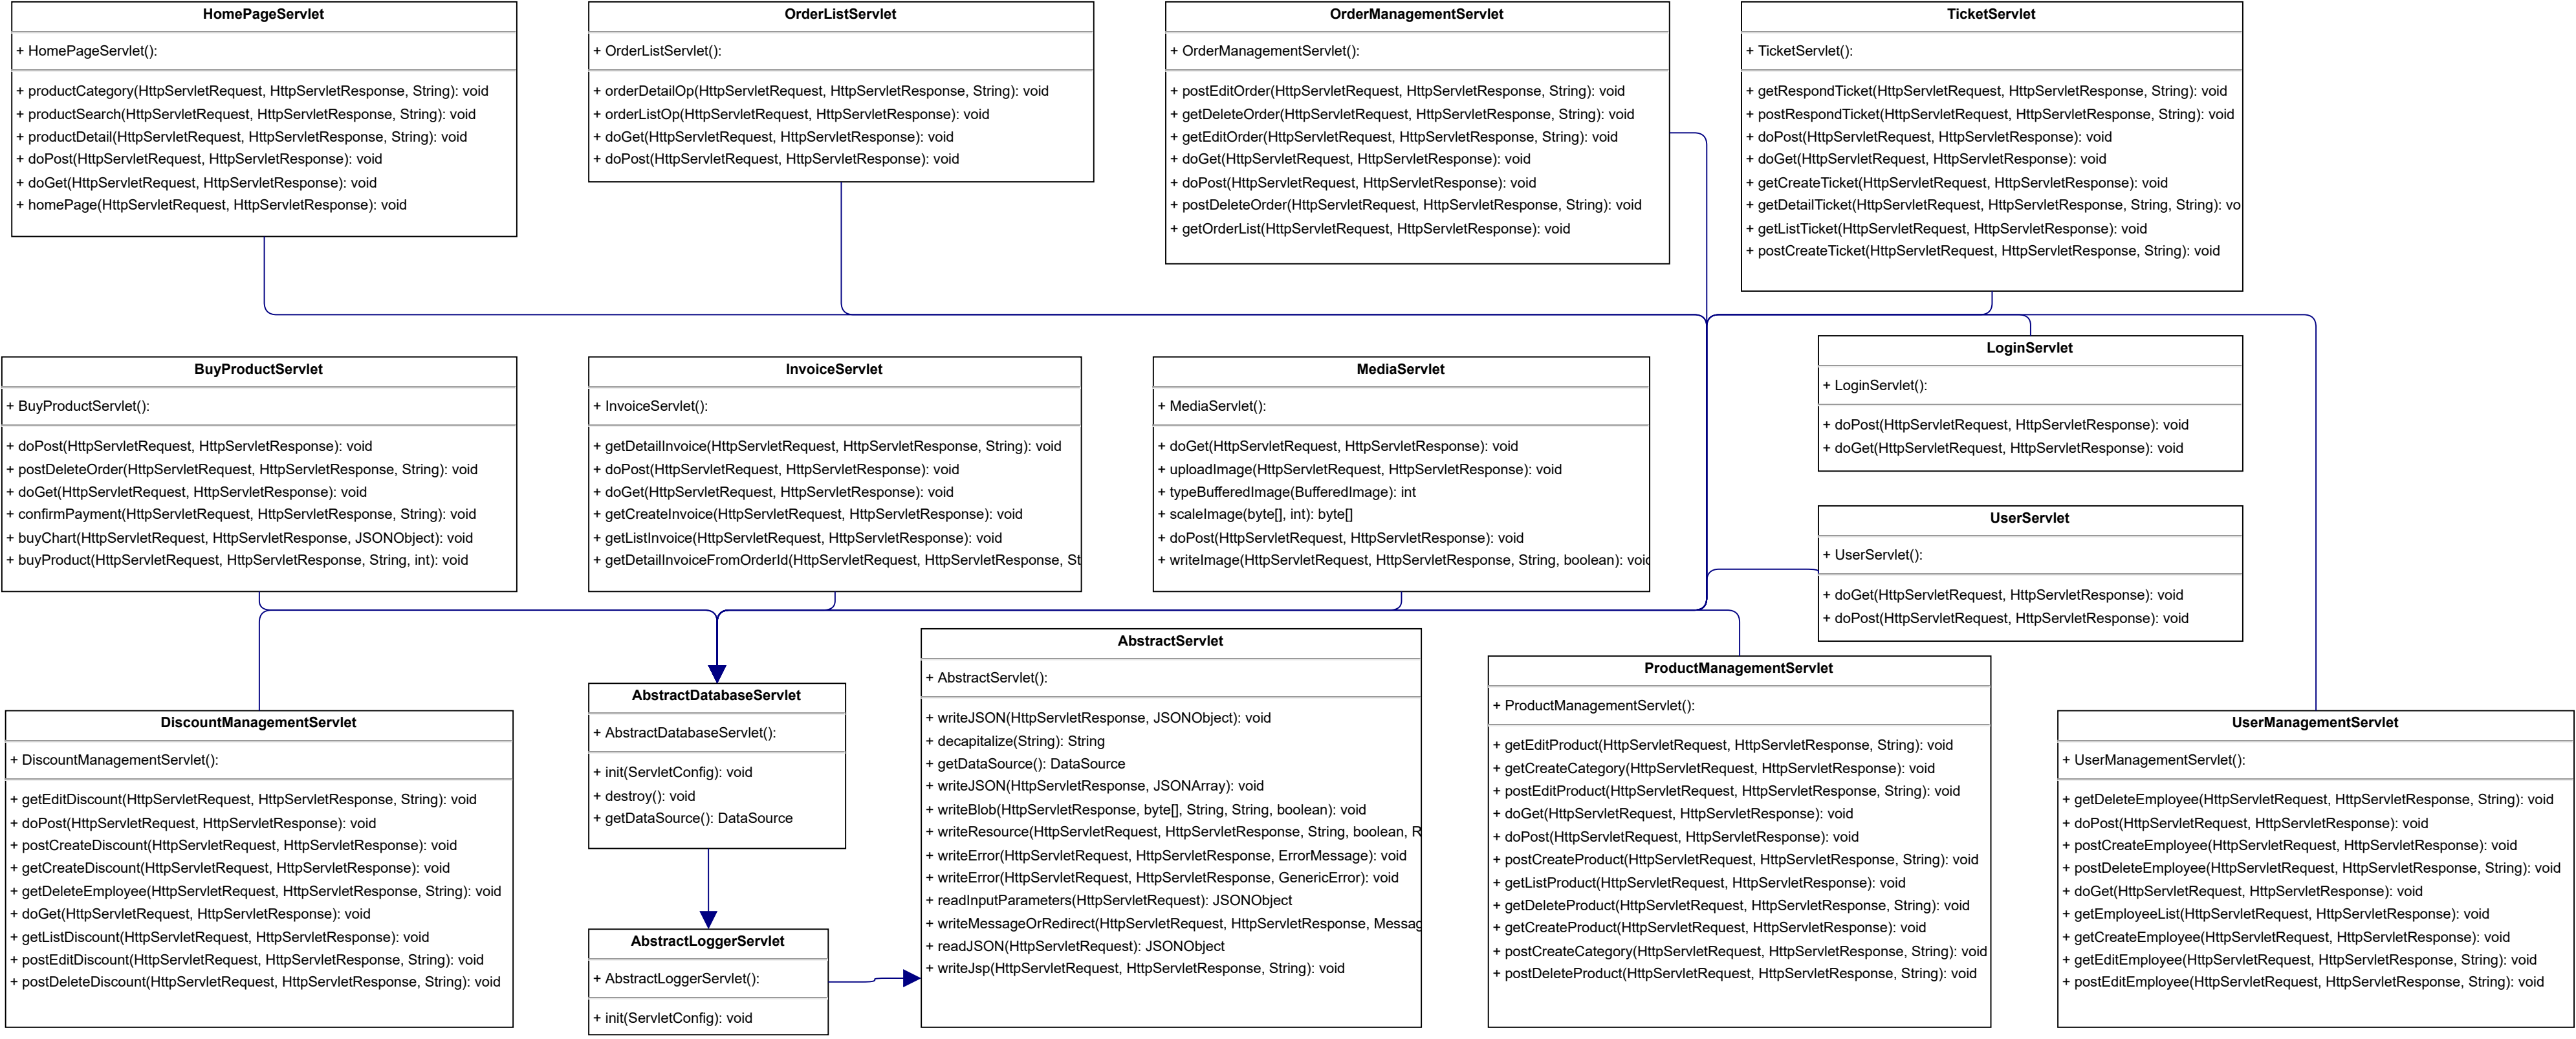 HomePageServlet
+ HomePageServlet():
+ productCategory(HttpServletRequest, HttpServletResponse, String): void
+ productSearch(HttpServletRequest, HttpServletResponse, String): void
+ productDetail(HttpServletRequest, HttpServletResponse, String): void
+ doPost(HttpServletRequest, HttpServletResponse): void
+ doGet(HttpServletRequest, HttpServletResponse): void
+ homePage(HttpServletRequest, HttpServletResponse): void
OrderListServlet
+ OrderListServlet():
+ orderDetailOp(HttpServletRequest, HttpServletResponse, String): void
+ orderListOp(HttpServletRequest, HttpServletResponse): void
+ doGet(HttpServletRequest, HttpServletResponse): void
+ doPost(HttpServletRequest, HttpServletResponse): void
OrderManagementServlet
+ OrderManagementServlet():
+ postEditOrder(HttpServletRequest, HttpServletResponse, String): void
+ getDeleteOrder(HttpServletRequest, HttpServletResponse, String): void
+ getEditOrder(HttpServletRequest, HttpServletResponse, String): void
+ doGet(HttpServletRequest, HttpServletResponse): void
+ doPost(HttpServletRequest, HttpServletResponse): void
+ postDeleteOrder(HttpServletRequest, HttpServletResponse, String): void
+ getOrderList(HttpServletRequest, HttpServletResponse): void
TicketServlet
+ TicketServlet():
+ getRespondTicket(HttpServletRequest, HttpServletResponse, String): void
+ postRespondTicket(HttpServletRequest, HttpServletResponse, String): void
+ doPost(HttpServletRequest, HttpServletResponse): void
+ doGet(HttpServletRequest, HttpServletResponse): void
+ getCreateTicket(HttpServletRequest, HttpServletResponse): void
+ getDetailTicket(HttpServletRequest, HttpServletResponse, String, String): vo
+ getListTicket(HttpServletRequest, HttpServletResponse): void
+ postCreateTicket(HttpServletRequest, HttpServletResponse, String): void
BuyProductServlet
+ BuyProductServlet():
+ doPost(HttpServletRequest, HttpServletResponse): void
+ postDeleteOrder(HttpServletRequest, HttpServletResponse, String): void
+ doGet(HttpServletRequest, HttpServletResponse): void
+ confirmPayment(HttpServletRequest, HttpServletResponse, String): void
+ buyChart(HttpServletRequest, HttpServletResponse, JSONObject): void
+ buyProduct(HttpServletRequest, HttpServletResponse, String, int): void
InvoiceServlet
+ InvoiceServlet():
+ getDetailInvoice(HttpServletRequest, HttpServletResponse, String): void
+ doPost(HttpServletRequest, HttpServletResponse): void
+ doGet(HttpServletRequest, HttpServletResponse): void
+ getCreateInvoice(HttpServletRequest, HttpServletResponse): void
+ getListInvoice(HttpServletRequest, HttpServletResponse): void
+ getDetailInvoiceFromOrderId(HttpServletRequest, HttpServletResponse, St
MediaServlet
+ MediaServlet():
+ doGet(HttpServletRequest, HttpServletResponse): void
+ uploadImage(HttpServletRequest, HttpServletResponse): void
+ typeBufferedImage(BufferedImage): int
+ scaleImage(byte[], int): byte[]
+ doPost(HttpServletRequest, HttpServletResponse): void
+ writeImage(HttpServletRequest, HttpServletResponse, String, boolean): void
LoginServlet
+ LoginServlet():
+ doPost(HttpServletRequest, HttpServletResponse): void
+ doGet(HttpServletRequest, HttpServletResponse): void
UserServlet
+ UserServlet():
+ doGet(HttpServletRequest, HttpServletResponse): void
+ doPost(HttpServletRequest, HttpServletResponse): void
DiscountManagementServlet
+ DiscountManagementServlet():
+ getEditDiscount(HttpServletRequest, HttpServletResponse, String): void
+ doPost(HttpServletRequest, HttpServletResponse): void
+ postCreateDiscount(HttpServletRequest, HttpServletResponse): void
+ getCreateDiscount(HttpServletRequest, HttpServletResponse): void
+ getDeleteEmployee(HttpServletRequest, HttpServletResponse, String): void
+ doGet(HttpServletRequest, HttpServletResponse): void
+ getListDiscount(HttpServletRequest, HttpServletResponse): void
+ postEditDiscount(HttpServletRequest, HttpServletResponse, String): void
+ postDeleteDiscount(HttpServletRequest, HttpServletResponse, String): void
AbstractDatabaseServlet
+ AbstractDatabaseServlet():
+ init(ServletConfig): void
+ destroy(): void
+ getDataSource(): DataSource
AbstractLoggerServlet
+ AbstractLoggerServlet():
+ init(ServletConfig): void
AbstractServlet
+ AbstractServlet():
+ writeJSON(HttpServletResponse, JSONObject): void
+ decapitalize(String): String
+ getDataSource(): DataSource
+ writeJSON(HttpServletResponse, JSONArray): void
+ writeBlob(HttpServletResponse, byte[], String, String, boolean): void
+ writeResource(HttpServletRequest, HttpServletResponse, String, boolean, R
+ writeError(HttpServletRequest, HttpServletResponse, ErrorMessage): void
+ writeError(HttpServletRequest, HttpServletResponse, GenericError): void
+ readInputParameters(HttpServletRequest): JSONObject
+ writeMessageOrRedirect(HttpServletRequest, HttpServletResponse, Messag
+ readJSON(HttpServletRequest): JSONObject
+ writeJsp(HttpServletRequest, HttpServletResponse, String): void
ProductManagementServlet
+ ProductManagementServlet():
+ getEditProduct(HttpServletRequest, HttpServletResponse, String): void
+ getCreateCategory(HttpServletRequest, HttpServletResponse): void
+ postEditProduct(HttpServletRequest, HttpServletResponse, String): void
+ doGet(HttpServletRequest, HttpServletResponse): void
+ doPost(HttpServletRequest, HttpServletResponse): void
+ postCreateProduct(HttpServletRequest, HttpServletResponse, String): void
+ getListProduct(HttpServletRequest, HttpServletResponse): void
+ getDeleteProduct(HttpServletRequest, HttpServletResponse, String): void
+ getCreateProduct(HttpServletRequest, HttpServletResponse): void
+ postCreateCategory(HttpServletRequest, HttpServletResponse, String): void
+ postDeleteProduct(HttpServletRequest, HttpServletResponse, String): void
UserManagementServlet
+ UserManagementServlet():
+ getDeleteEmployee(HttpServletRequest, HttpServletResponse, String): void
+ doPost(HttpServletRequest, HttpServletResponse): void
+ postCreateEmployee(HttpServletRequest, HttpServletResponse): void
+ postDeleteEmployee(HttpServletRequest, HttpServletResponse, String): void
+ doGet(HttpServletRequest, HttpServletResponse): void
+ getEmployeeList(HttpServletRequest, HttpServletResponse): void
+ getCreateEmployee(HttpServletRequest, HttpServletResponse): void
+ getEditEmployee(HttpServletRequest, HttpServletResponse, String): void
+ postEditEmployee(HttpServletRequest, HttpServletResponse, String): void